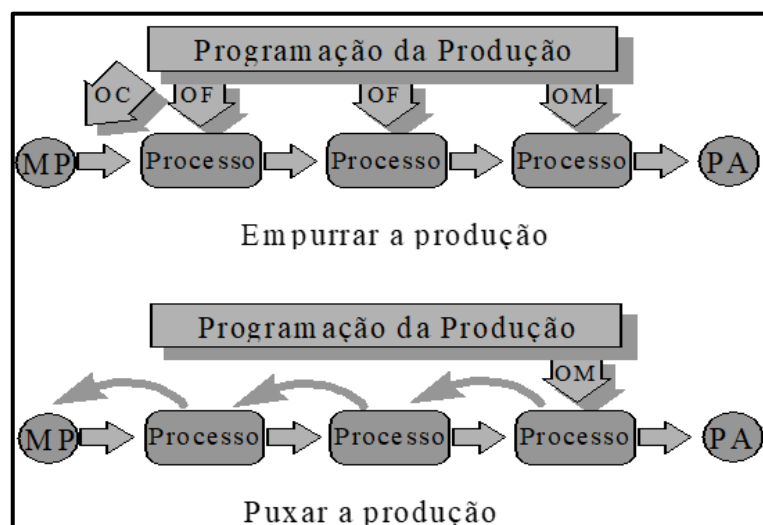 Programação da Produção
OC OF OF OM
MP Processo Processo Processo PA
Empurrar a produção
Programação da Produção
OM
MP Processo Processo Processo PA
Puxar a produção